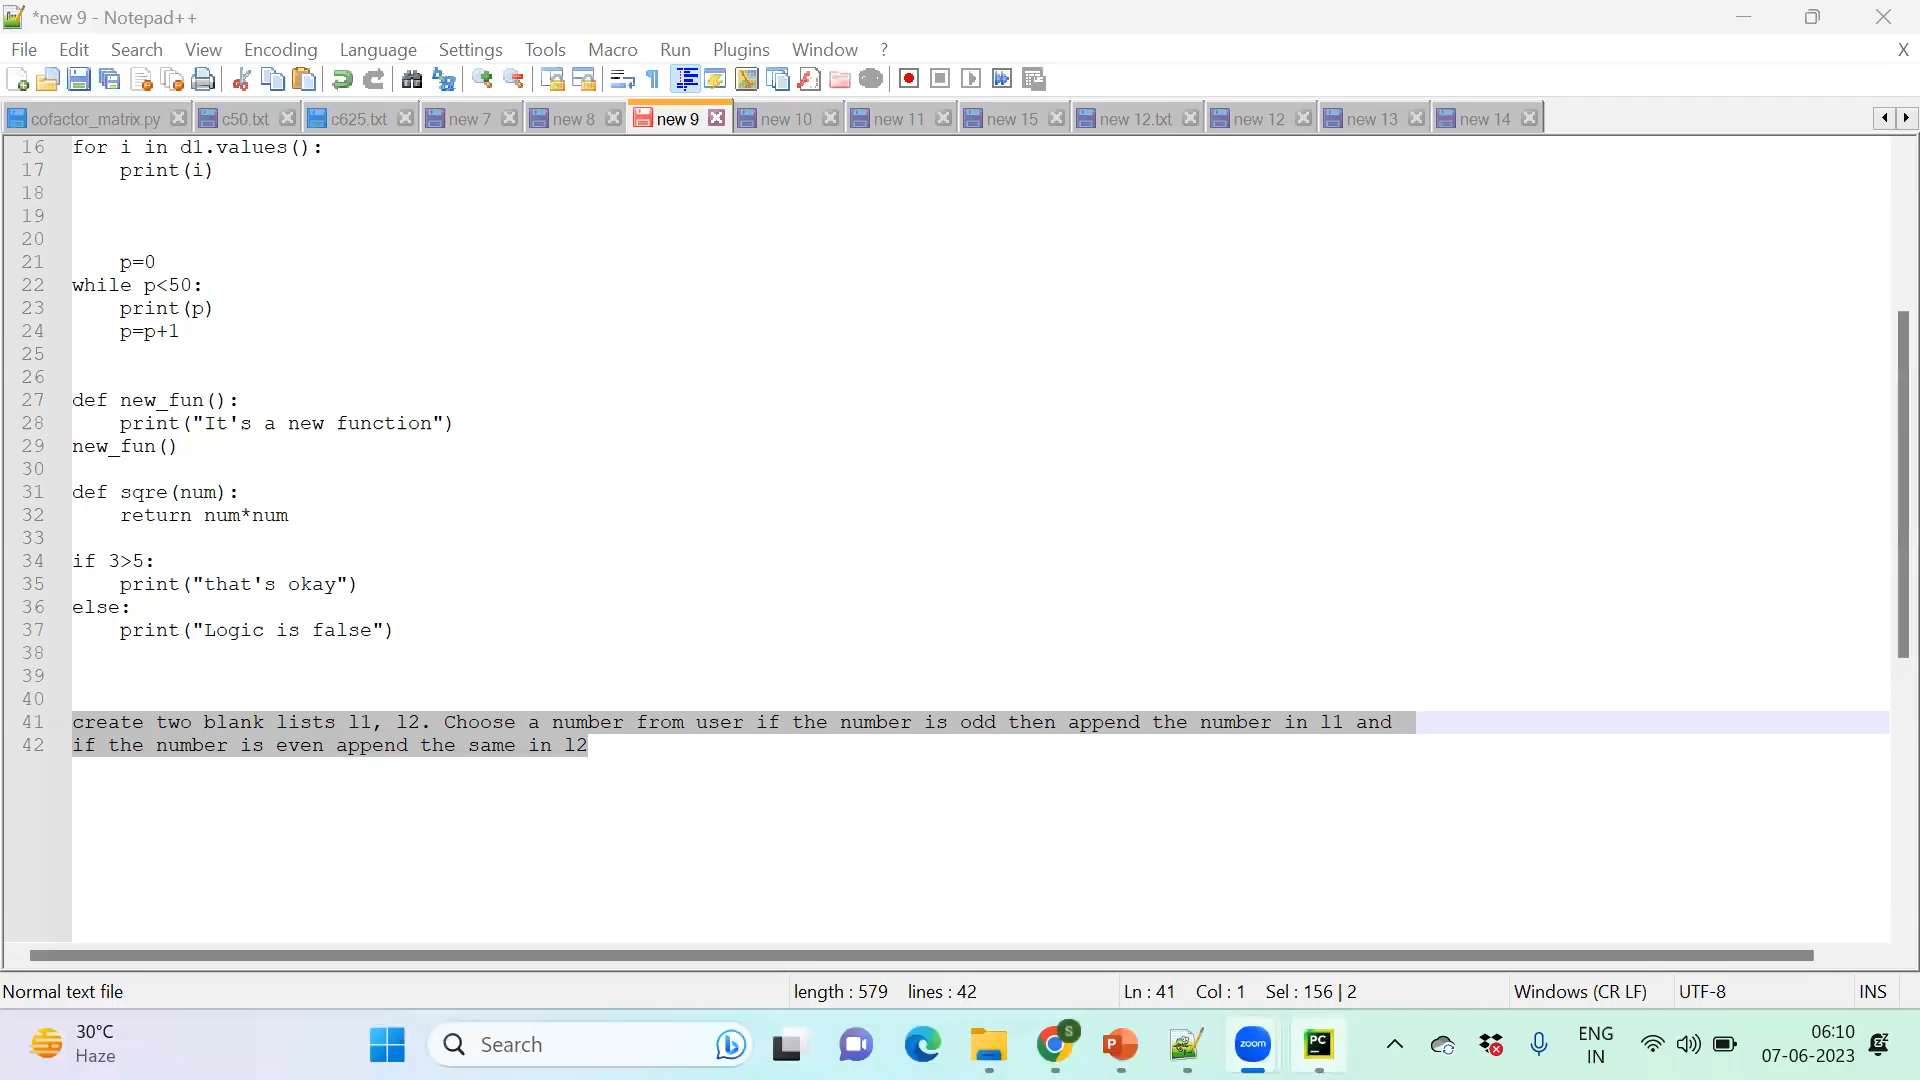 *new 9 - Notepad++
File Edit Search View Encoding Language Settings Tools Macro Run Plugins Window ? X
cofactor_matrix.py c50.txt c625.txt new 7 new 8 new 9 new 10 new 11 new 15 new 12.txt new 12 new 13 new 14
16 for i in d1.values():
17     print(i)
18
19
20
21     p=0
22 while p<50:
23     print(p)
24     p=p+1
25
26
27 def new_fun():
28     print("It's a new function")
29 new_fun()
30
31 def sqre(num):
32     return num*num
33
34 if 3>5:
35     print("that's okay")
36 else:
37     print("Logic is false")
38
39
40
41 create two blank lists l1, l2. Choose a number from user if the number is odd then append the number in l1 and
42 if the number is even append the same in l2
Normal text file length : 579 lines : 42 Ln : 41 Col : 1 Sel : 156 | 2 Windows (CR LF) UTF-8 INS
30°C
Haze
Search
S
P
zoom
PC
ENG
IN
06:10
07-06-2023